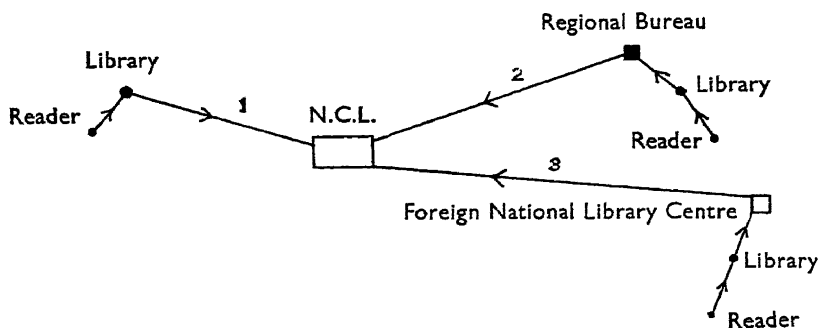 Regional Bureau
Library
1
2
Library
Reader
N.C.L.
Reader
3
Foreign National Library Centre
Library
Reader